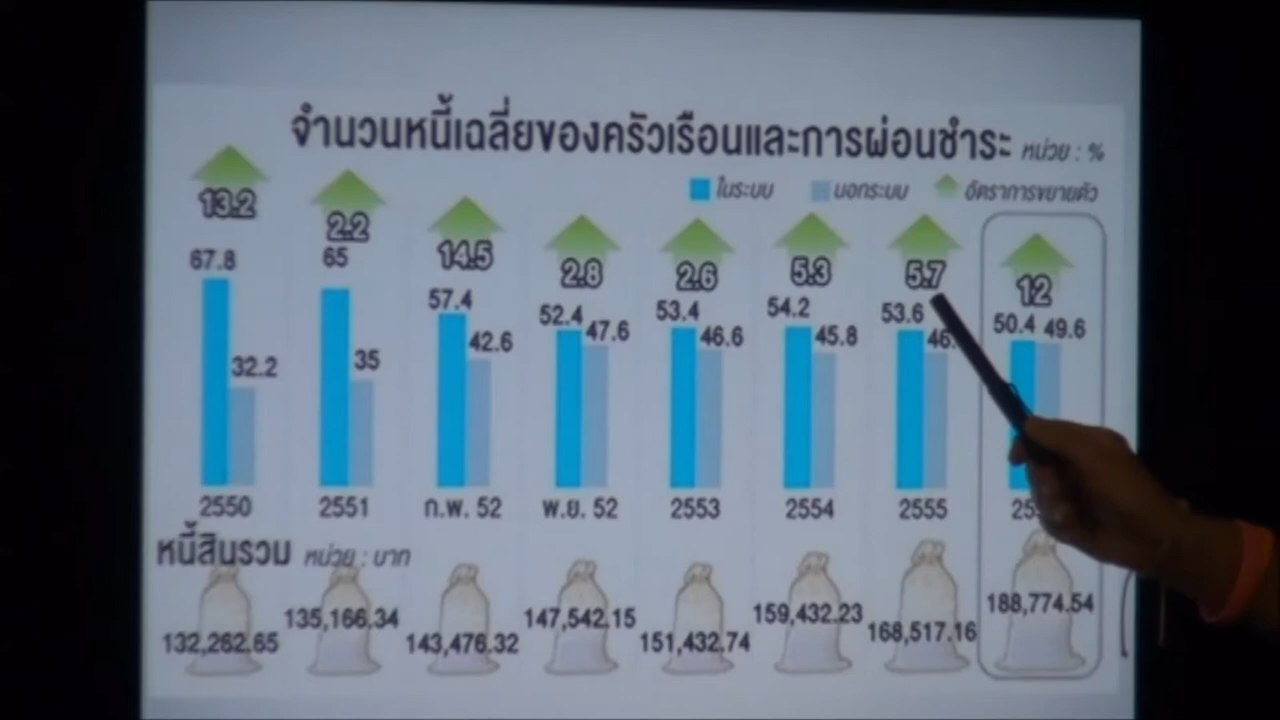 จำนวนหนี้เฉลี่ยของครัวเรือนและการผ่อนชำระ หน่วย : %
ในระบบ นอกระบบ อัตราการขยายตัว
13.2 2.2 14.5 2.8 2.6 5.3 5.7 12
67.8 65 57.4 52.4 53.4 54.2 53.6 50.4
32.2 35 42.6 47.6 46.6 45.8 46. 49.6
2550 2551 ก.พ. 52 พ.ย. 52 2553 2554 2555
หนี้สินรวม หน่วย : บาท
132,262.65 135,166.34 143,476.32 147,542.15 151,432.74 159,432.23 168,517.16 188,774.54